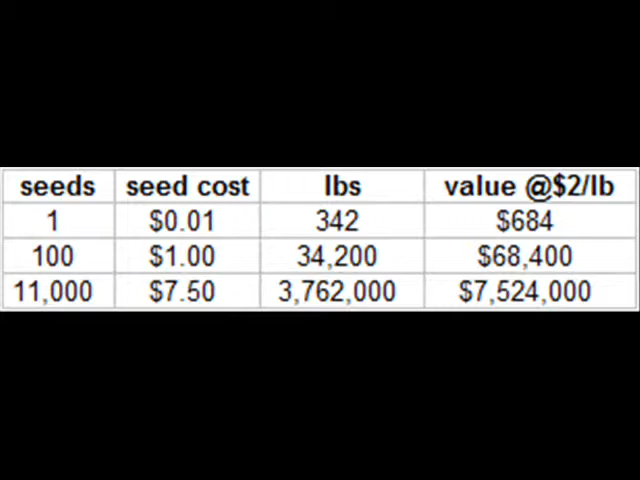 seeds seed cost lbs value @$2/lb
1 $0.01 342 $684
100 $1.00 34,200 $68,400
11,000 $7.50 3,762,000 $7,524,000